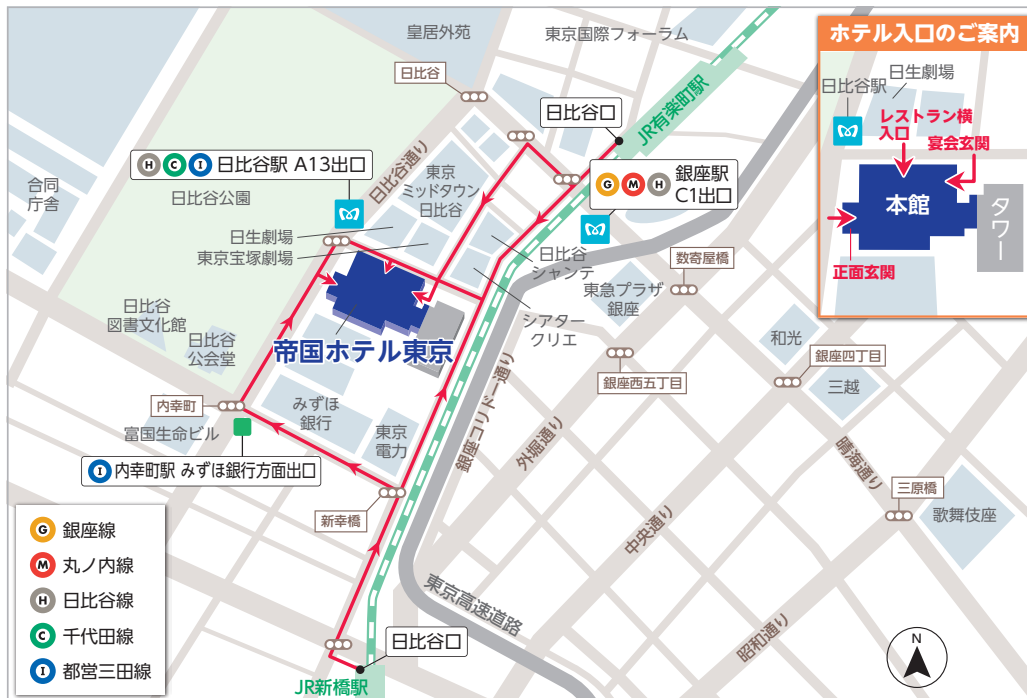 皇居外苑
東京国際フォーラム
日比谷
日比谷口
JR有楽町駅
H C I 日比谷駅 A13出口
日比谷通り
東京
ミッドタウン
日比谷
G M H 銀座駅
C1出口
合同
庁舎
日比谷公園
日生劇場
東京宝塚劇場
日比谷
シャンテ
数寄屋橋
東急プラザ
銀座
シアター
クリエ
日比谷
図書文化館
日比谷
公会堂
帝国ホテル東京
和光
銀座四丁目
銀座西五丁目
三越
内幸町
富国生命ビル
みずほ
銀行
東京
電力
銀座コリドー通り
外堀通り
晴海通り
I 内幸町駅 みずほ銀行方面出口
新幸橋
中央通り
三原橋
歌舞伎座
東京高速道路
昭和通り
日比谷口
JR新橋駅
N
G 銀座線
M 丸ノ内線
H 日比谷線
C 千代田線
I 都営三田線
ホテル入口のご案内
日生劇場
日比谷駅
レストラン横
入口
宴会玄関
本館
タワー
正面玄関